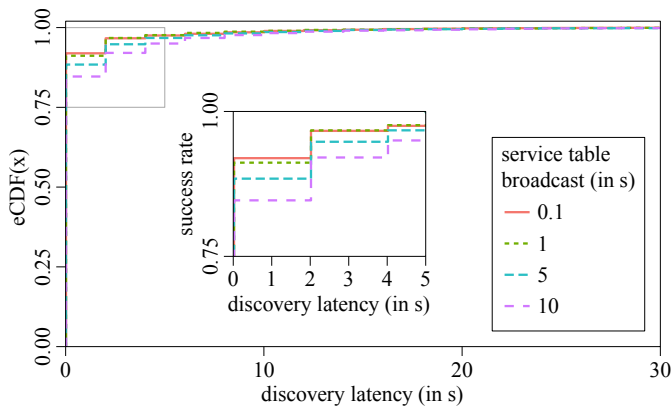 1.00
0.75
0.50
0.25
0.00
eCDF(x)
0
10
20
30
discovery latency (in s)
1.00
0.75
success rate
0 1 2 3 4 5
discovery latency (in s)
service table
broadcast (in s)
0.1
1
5
10